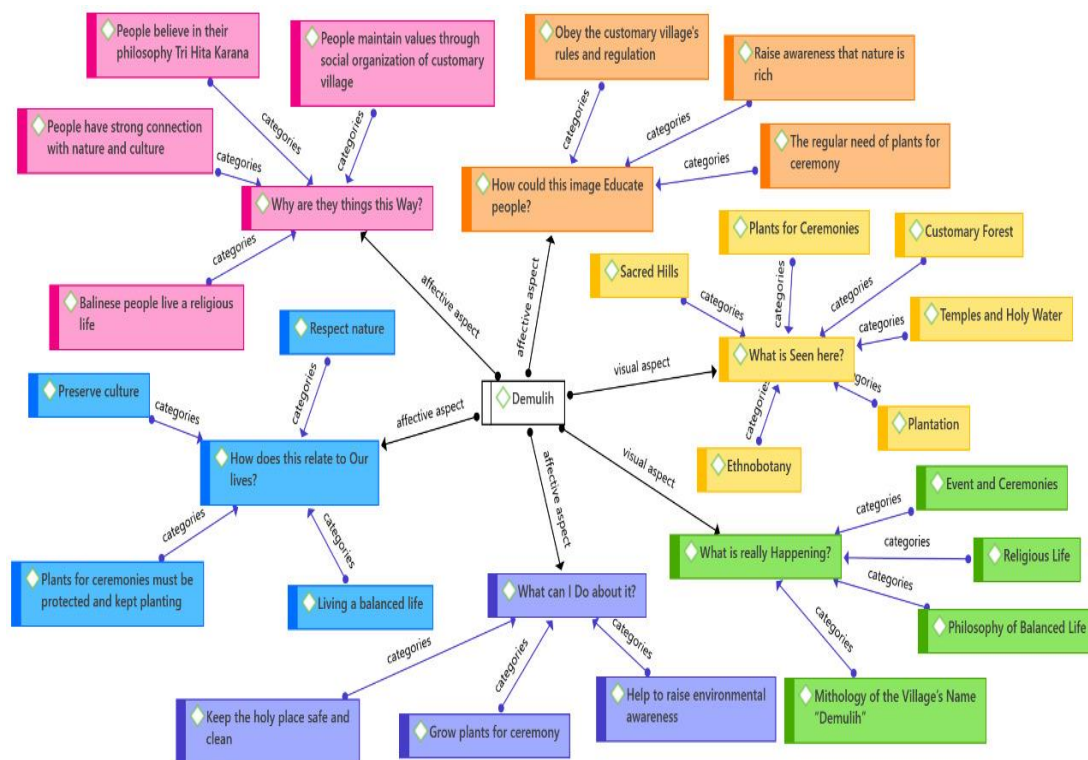 People believe in their
philosophy Tri Hita Karana
People maintain values through
social organization of customary
village
People have strong connection
with nature and culture
categories
categories
categories
Why are they things this Way?
categories
Balinese people live a religious
life
affective aspect
Obey the customary village's
rules and regulation
Raise awareness that nature is
rich
The regular need of plants for
ceremony
categories
categories
categories
How could this image Educate
people?
affective aspect
Plants for Ceremonies
Customary Forest
Sacred Hills
Temples and Holy Water
categories
categories
categories
categories
What is Seen here?
categories
categories
Plantation
Ethnobotany
visual aspect
Demulih
Respect nature
Preserve culture
categories
categories
How does this relate to Our
lives?
affective aspect
categories
categories
Plants for ceremonies must be
protected and kept planting
Living a balanced life
affective aspect
What can I Do about it?
categories
categories
categories
Keep the holy place safe and
clean
Grow plants for ceremony
Help to raise environmental
awareness
visual aspect
What is really Happening?
Event and Ceremonies
categories
categories
Religious Life
categories
Philosophy of Balanced Life
categories
Mithology of the Village's Name
"Demulih"